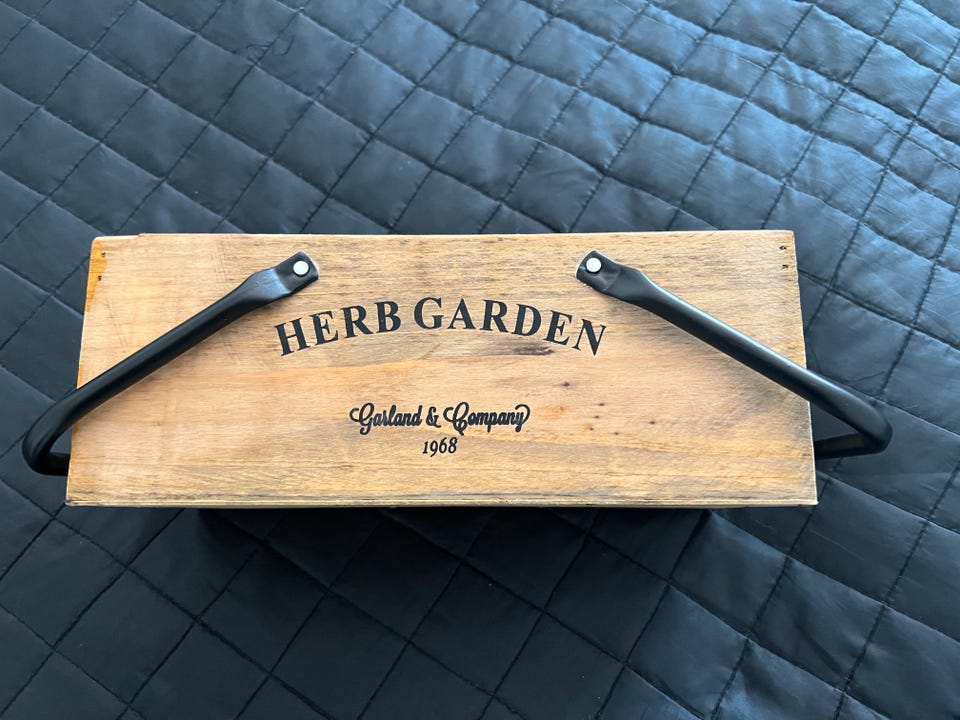 HERB GARDEN
Garland & Company
1968